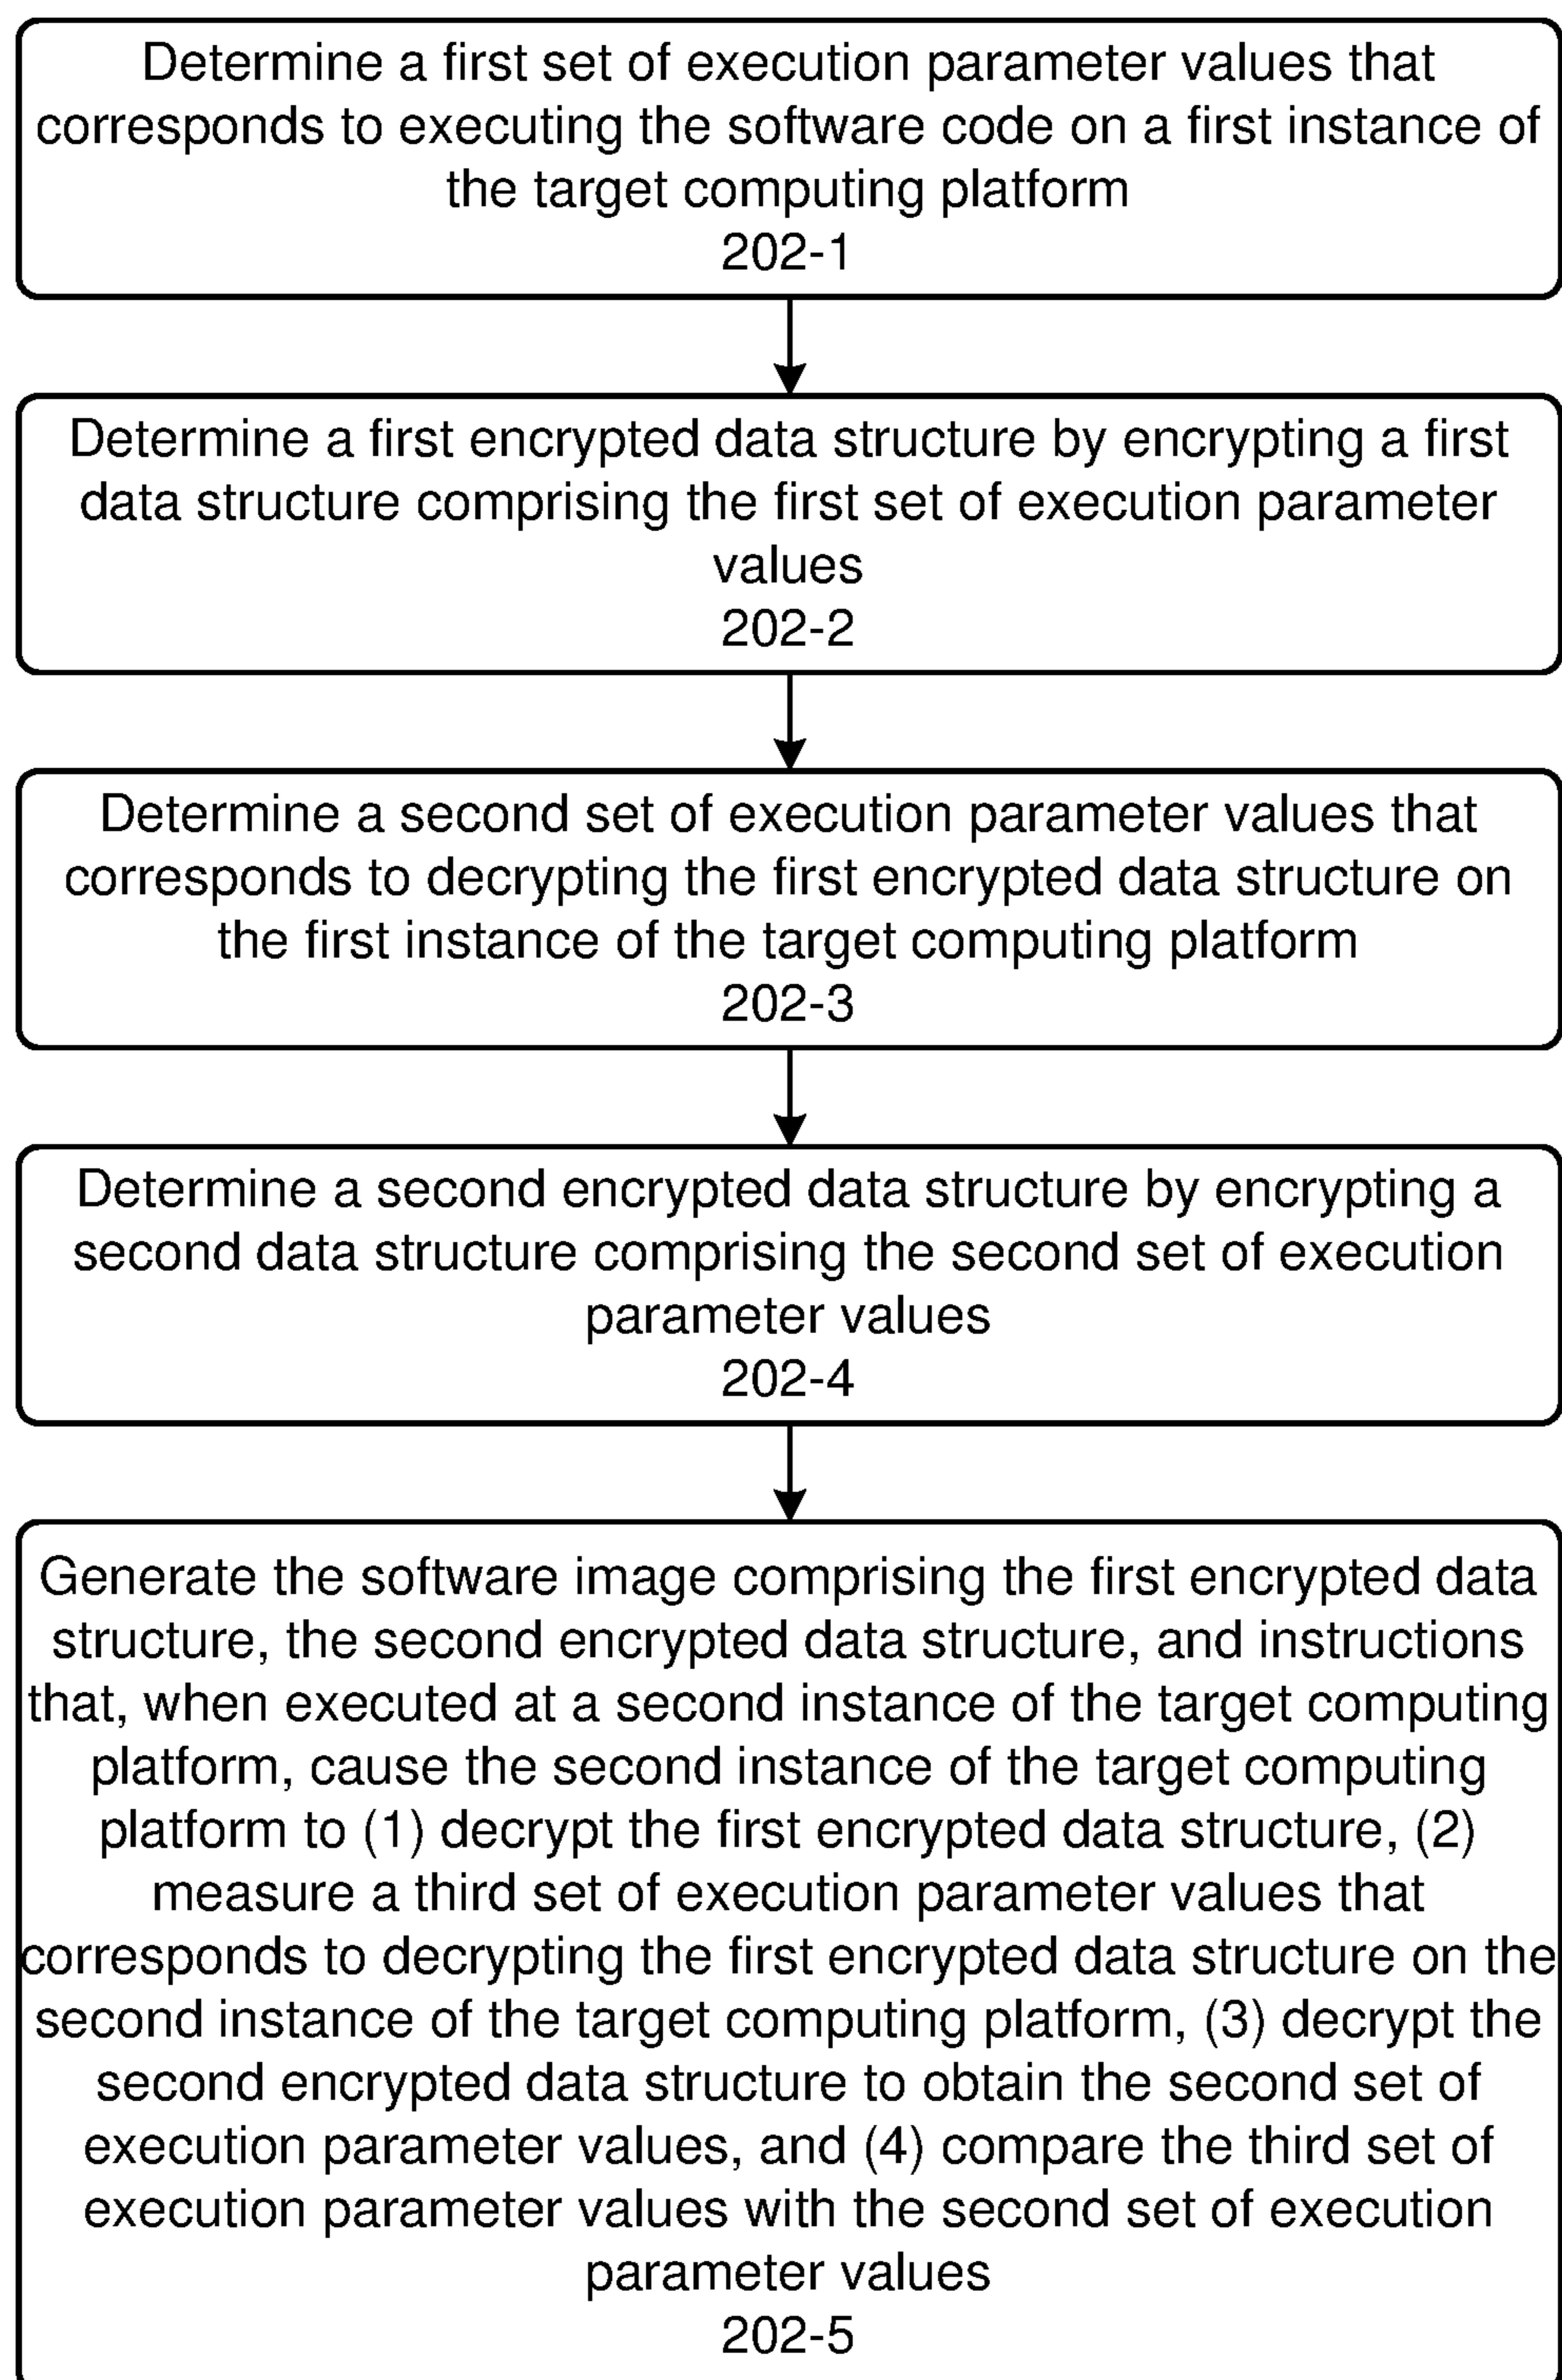 Determine a first set of execution parameter values that
corresponds to executing the software code on a first instance of
the target computing platform
202-1
Determine a first encrypted data structure by encrypting a first
data structure comprising the first set of execution parameter
values
202-2
Determine a second set of execution parameter values that
corresponds to decrypting the first encrypted data structure on
the first instance of the target computing platform
202-3
Determine a second encrypted data structure by encrypting a
second data structure comprising the second set of execution
parameter values
202-4
Generate the software image comprising the first encrypted data
structure, the second encrypted data structure, and instructions
that, when executed at a second instance of the target computing
platform, cause the second instance of the target computing
platform to (1) decrypt the first encrypted data structure, (2)
measure a third set of execution parameter values that
corresponds to decrypting the first encrypted data structure on the
second instance of the target computing platform, (3) decrypt the
second encrypted data structure to obtain the second set of
execution parameter values, and (4) compare the third set of
execution parameter values with the second set of execution
parameter values
202-5